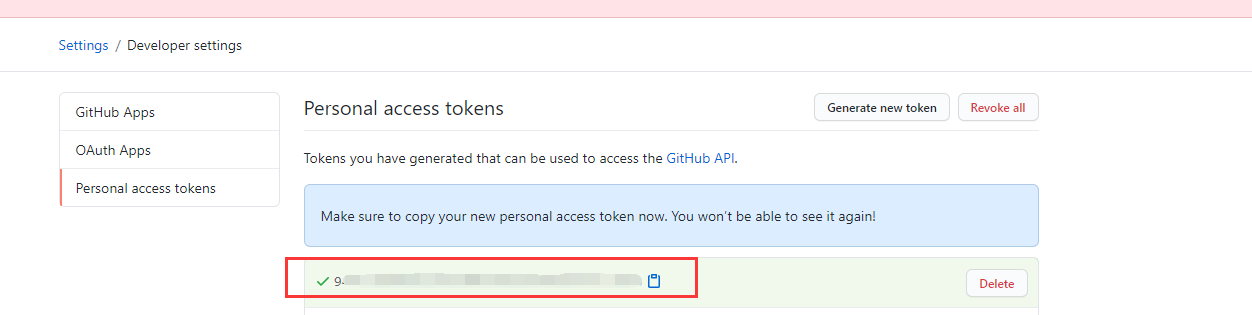 Settings / Developer settings
GitHub Apps
OAuth Apps
Personal access tokens
Personal access tokens
Generate new token
Revoke all
Tokens you have generated that can be used to access the GitHub API.
Make sure to copy your new personal access token now. You won't be able to see it again!
9
Delete